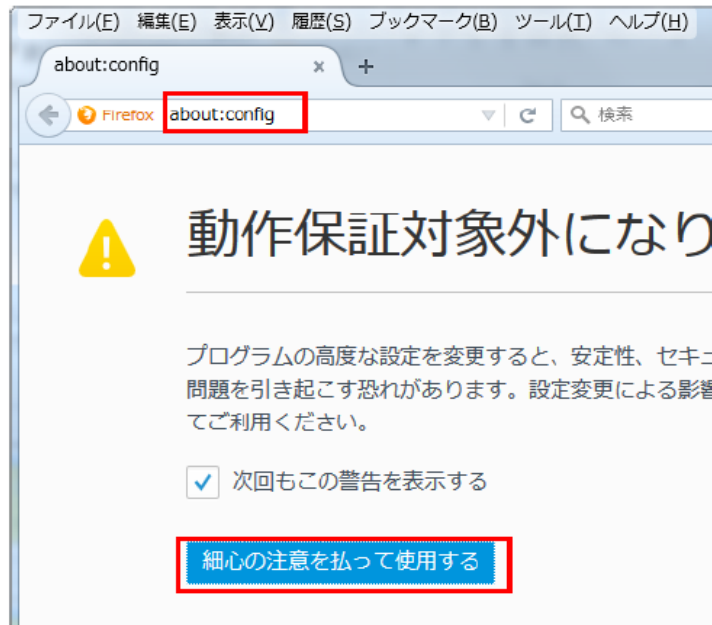 ファイル(F) 編集(E) 表示(V) 履歴(S) ブックマーク(B) ツール(T) ヘルプ(H)
about:config × +
Firefox about:config 検索
動作保証対象外になり
プログラムの高度な設定を変更すると、安定性、セキュ
問題を引き起こす恐れがあります。設定変更による影響
てご利用ください。
次回もこの警告を表示する
細心の注意を払って使用する